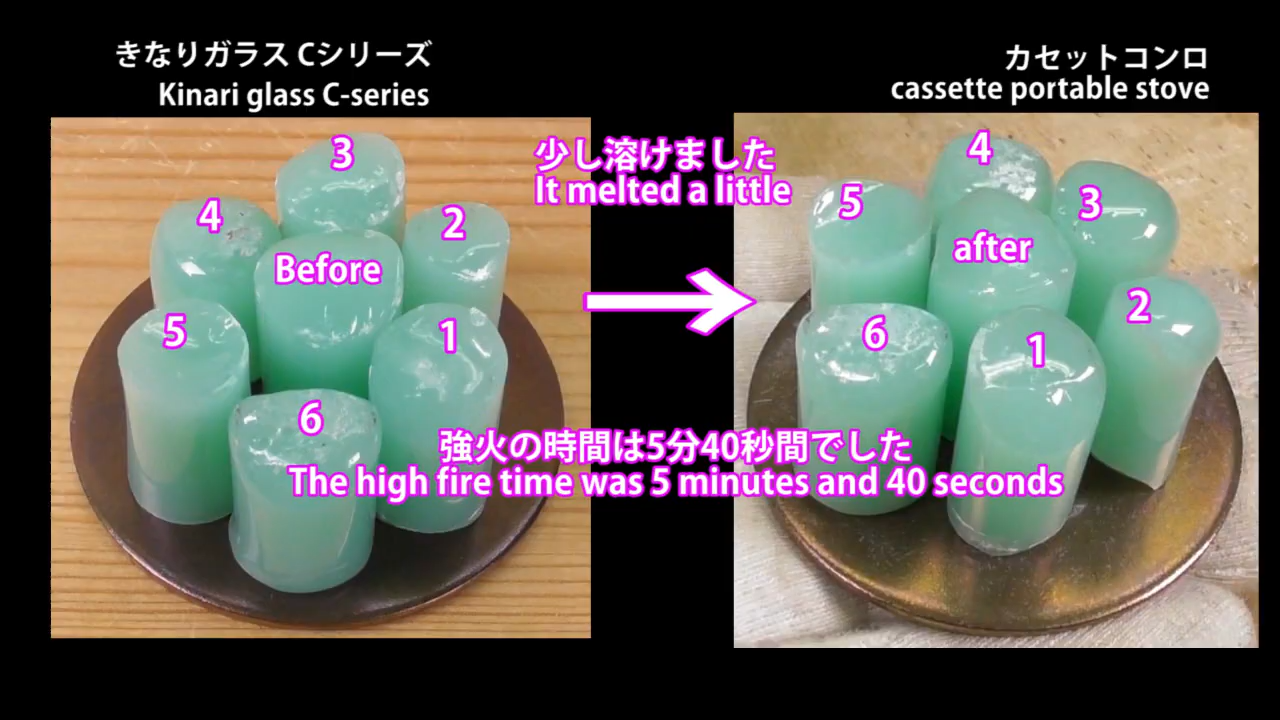 きなりガラス Cシリーズ
Kinari glass C-series
カセットコンロ
cassette portable stove
少し溶けました
It melted a little
3
4
2
Before
5
1
6
4
5
3
after
2
6
1
強火の時間は5分40秒間でした
The high fire time was 5 minutes and 40 seconds